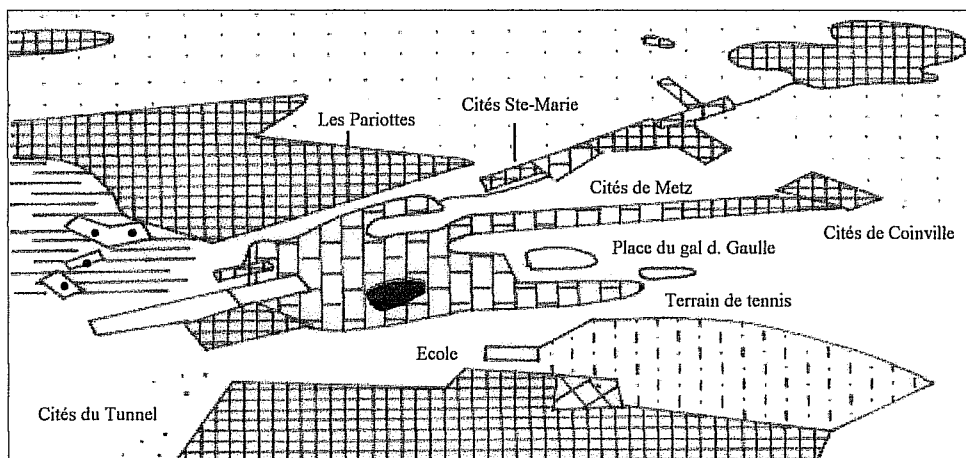 Cités Ste-Marie
Les Pariottes
Cités de Metz
Cités de Coinville
Place du gal d. Gaulle
Terrain de tennis
Ecole
Cités du Tunnel